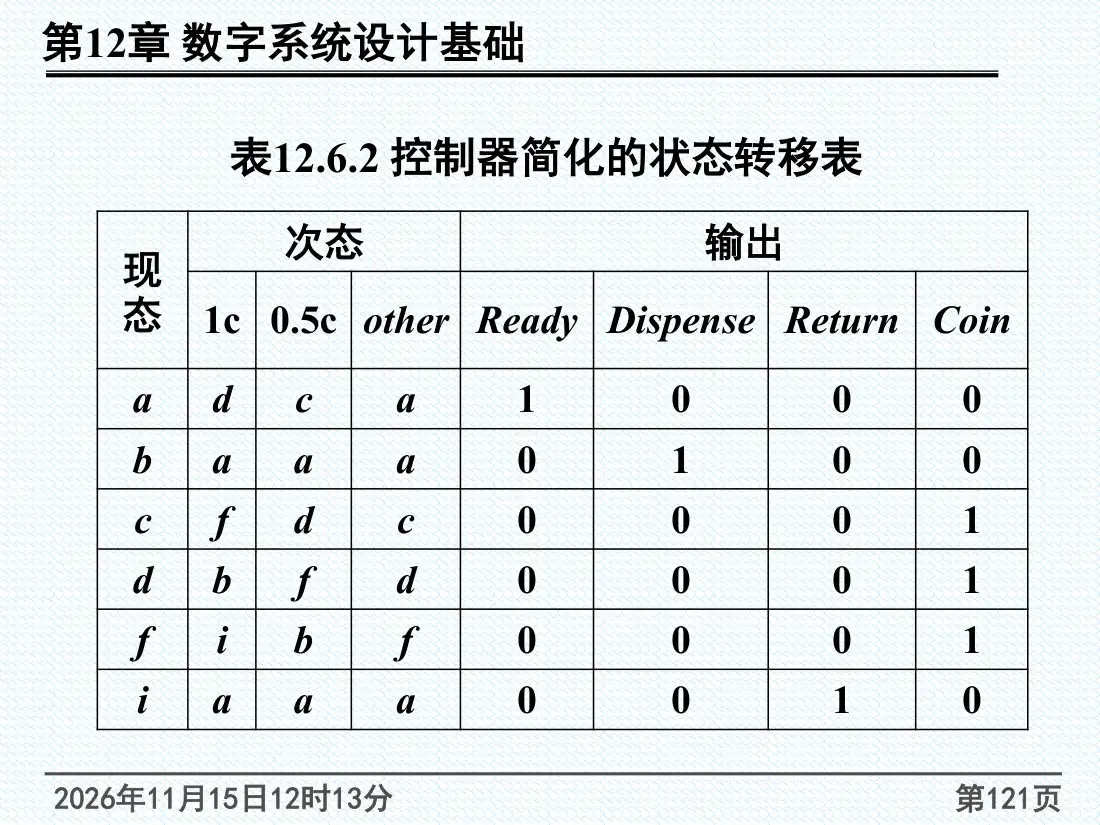 第12章 数字系统设计基础
表12.6.2 控制器简化的状态转移表
现态 次态 输出
1c 0.5c other Ready Dispense Return Coin
a d c a 1 0 0 0
b a a a 0 1 0 0
c f d c 0 0 0 1
d b f d 0 0 0 1
f i b f 0 0 0 1
i a a a 0 0 1 0
2026年11月15日12时13分 第121页